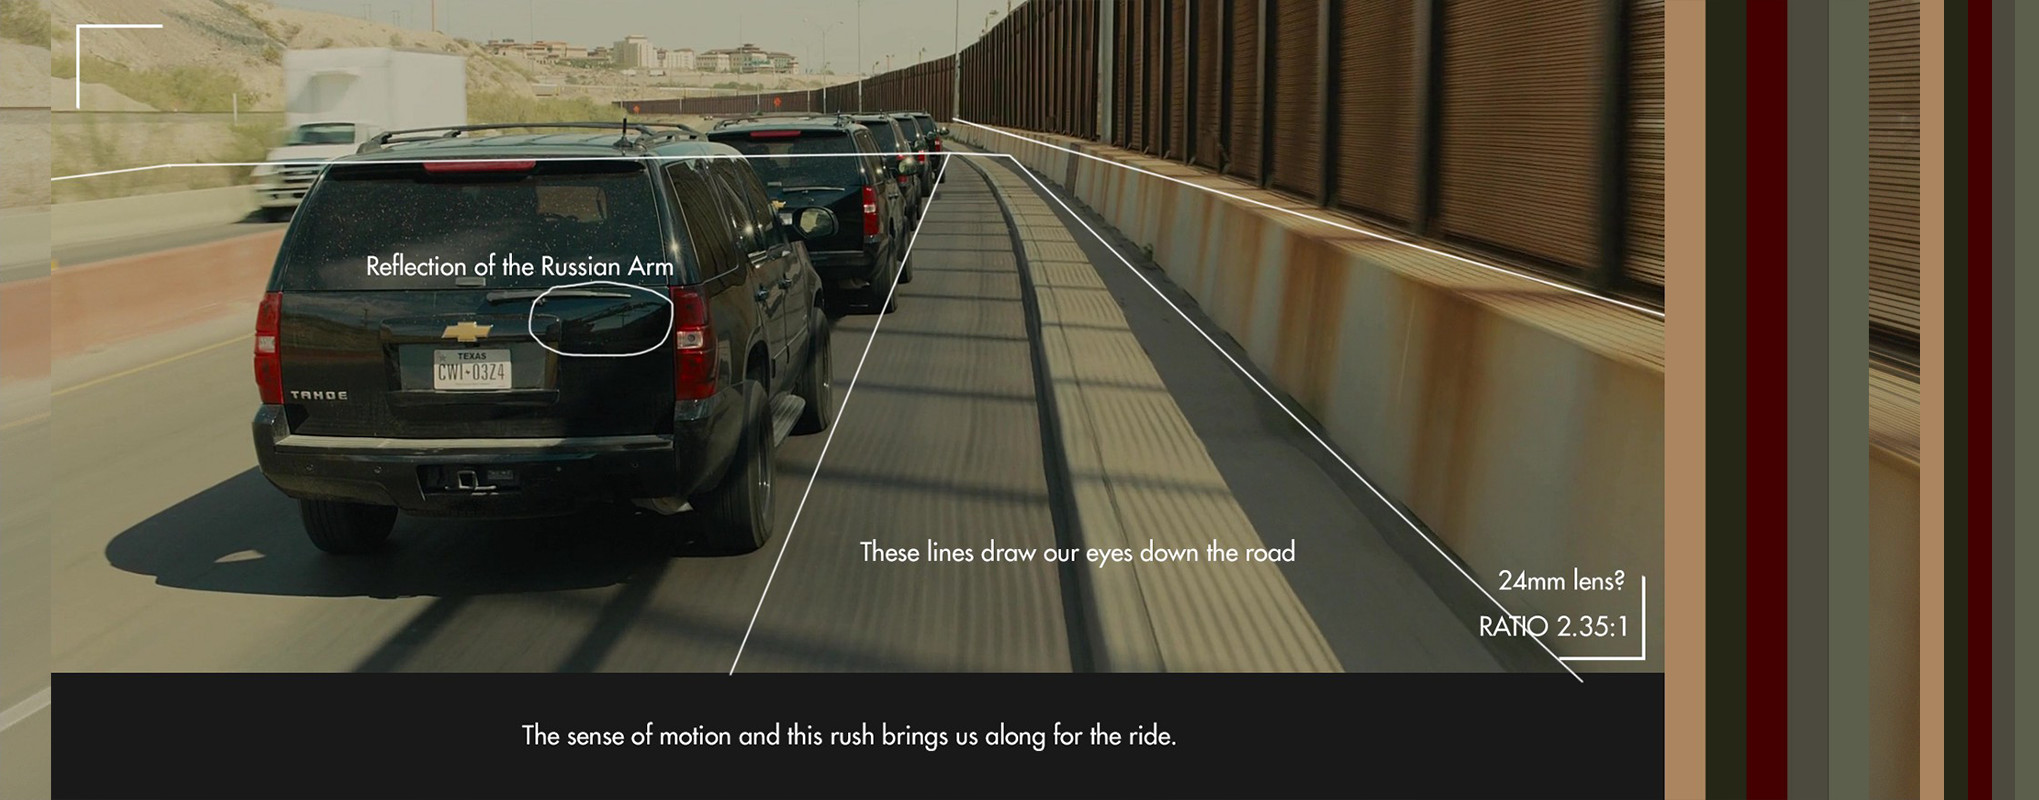 Reflection of the Russian Arm
TEXAS
CWI-03Z4
TAHOE
These lines draw our eyes down the road
24mm lens?
RATIO 2.35:1
The sense of motion and this rush brings us along for the ride.